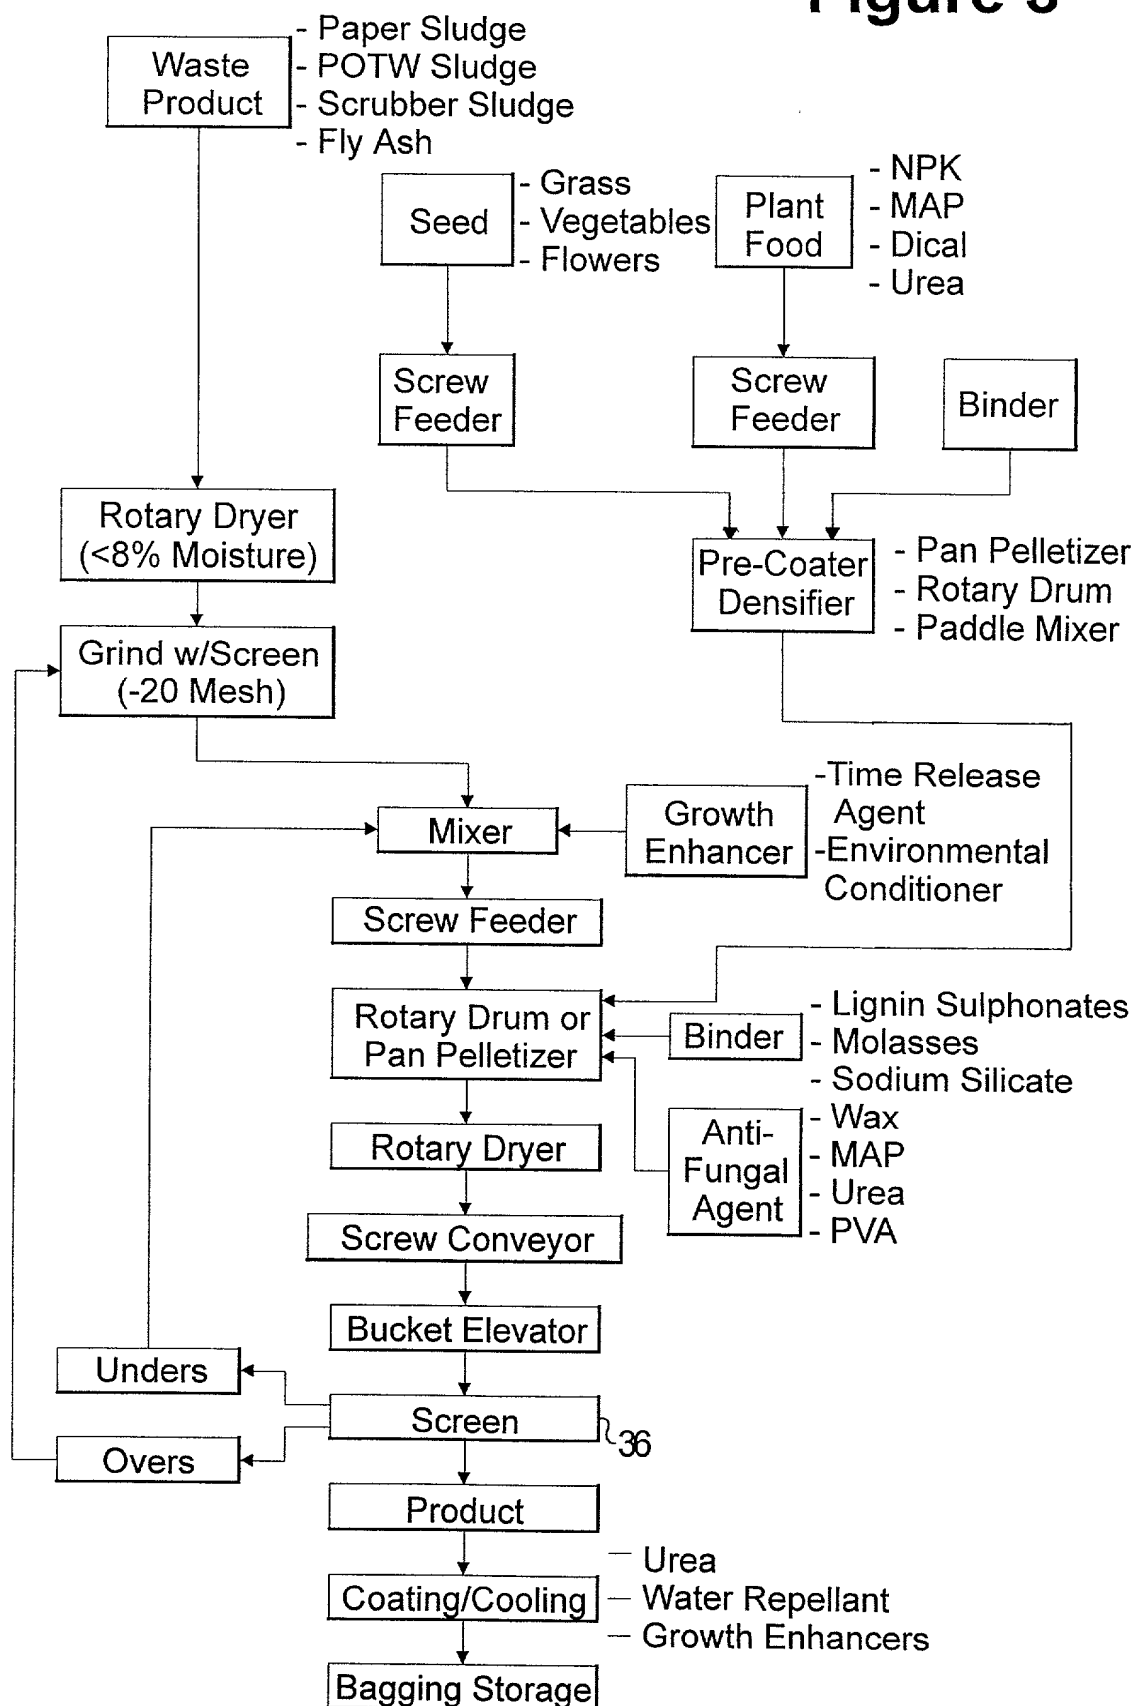 Waste
Product
- Paper Sludge
- POTW Sludge
- Scrubber Sludge
- Fly Ash
Seed
- Grass
- Vegetables
- Flowers
Plant
Food
- NPK
- MAP
- Dical
- Urea
Screw
Feeder
Screw
Feeder
Binder
Rotary Dryer
(<8% Moisture)
Pre-Coater
Densifier
- Pan Pelletizer
- Rotary Drum
- Paddle Mixer
Grind w/Screen
(-20 Mesh)
Mixer
Growth
Enhancer
-Time Release
Agent
-Environmental
Conditioner
Screw Feeder
Rotary Drum or
Pan Pelletizer
Binder
- Lignin Sulphonates
- Molasses
- Sodium Silicate
- Wax
- MAP
- Urea
- PVA
Anti-
Fungal
Agent
Rotary Dryer
Screw Conveyor
Bucket Elevator
Unders
Screen
36
Overs
Product
Coating/Cooling
— Urea
— Water Repellant
— Growth Enhancers
Bagging Storage